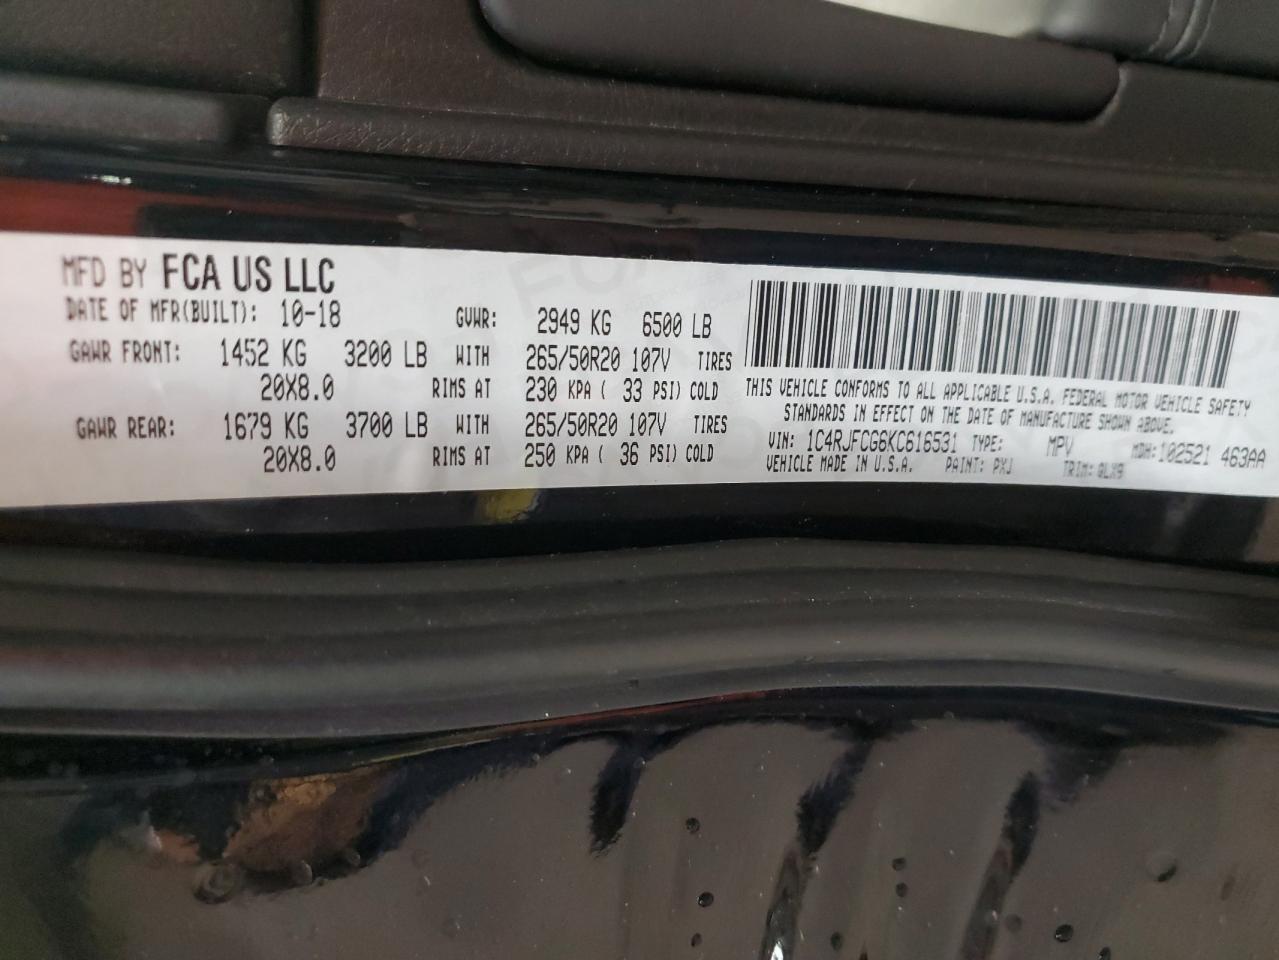 MFD BY FCA US LLC
DATE OF MFR(BUILT): 10-18 GVWR: 2949 KG 6500 LB
GAWR FRONT: 1452 KG 3200 LB WITH 265/50R20 107V TIRES
20X8.0 RIMS AT 230 KPA ( 33 PSI) COLD
GAWR REAR: 1679 KG 3700 LB WITH 265/50R20 107V TIRES
20X8.0 RIMS AT 250 KPA ( 36 PSI) COLD
THIS VEHICLE CONFORMS TO ALL APPLICABLE U.S.A. FEDERAL MOTOR VEHICLE SAFETY
STANDARDS IN EFFECT ON THE DATE OF MANUFACTURE SHOWN ABOVE.
VIN: 1C4RJFCG6KC616531 TYPE: MPV MDH:102521 463AA
VEHICLE MADE IN U.S.A. PAINT: PXJ TRIM: QLX9